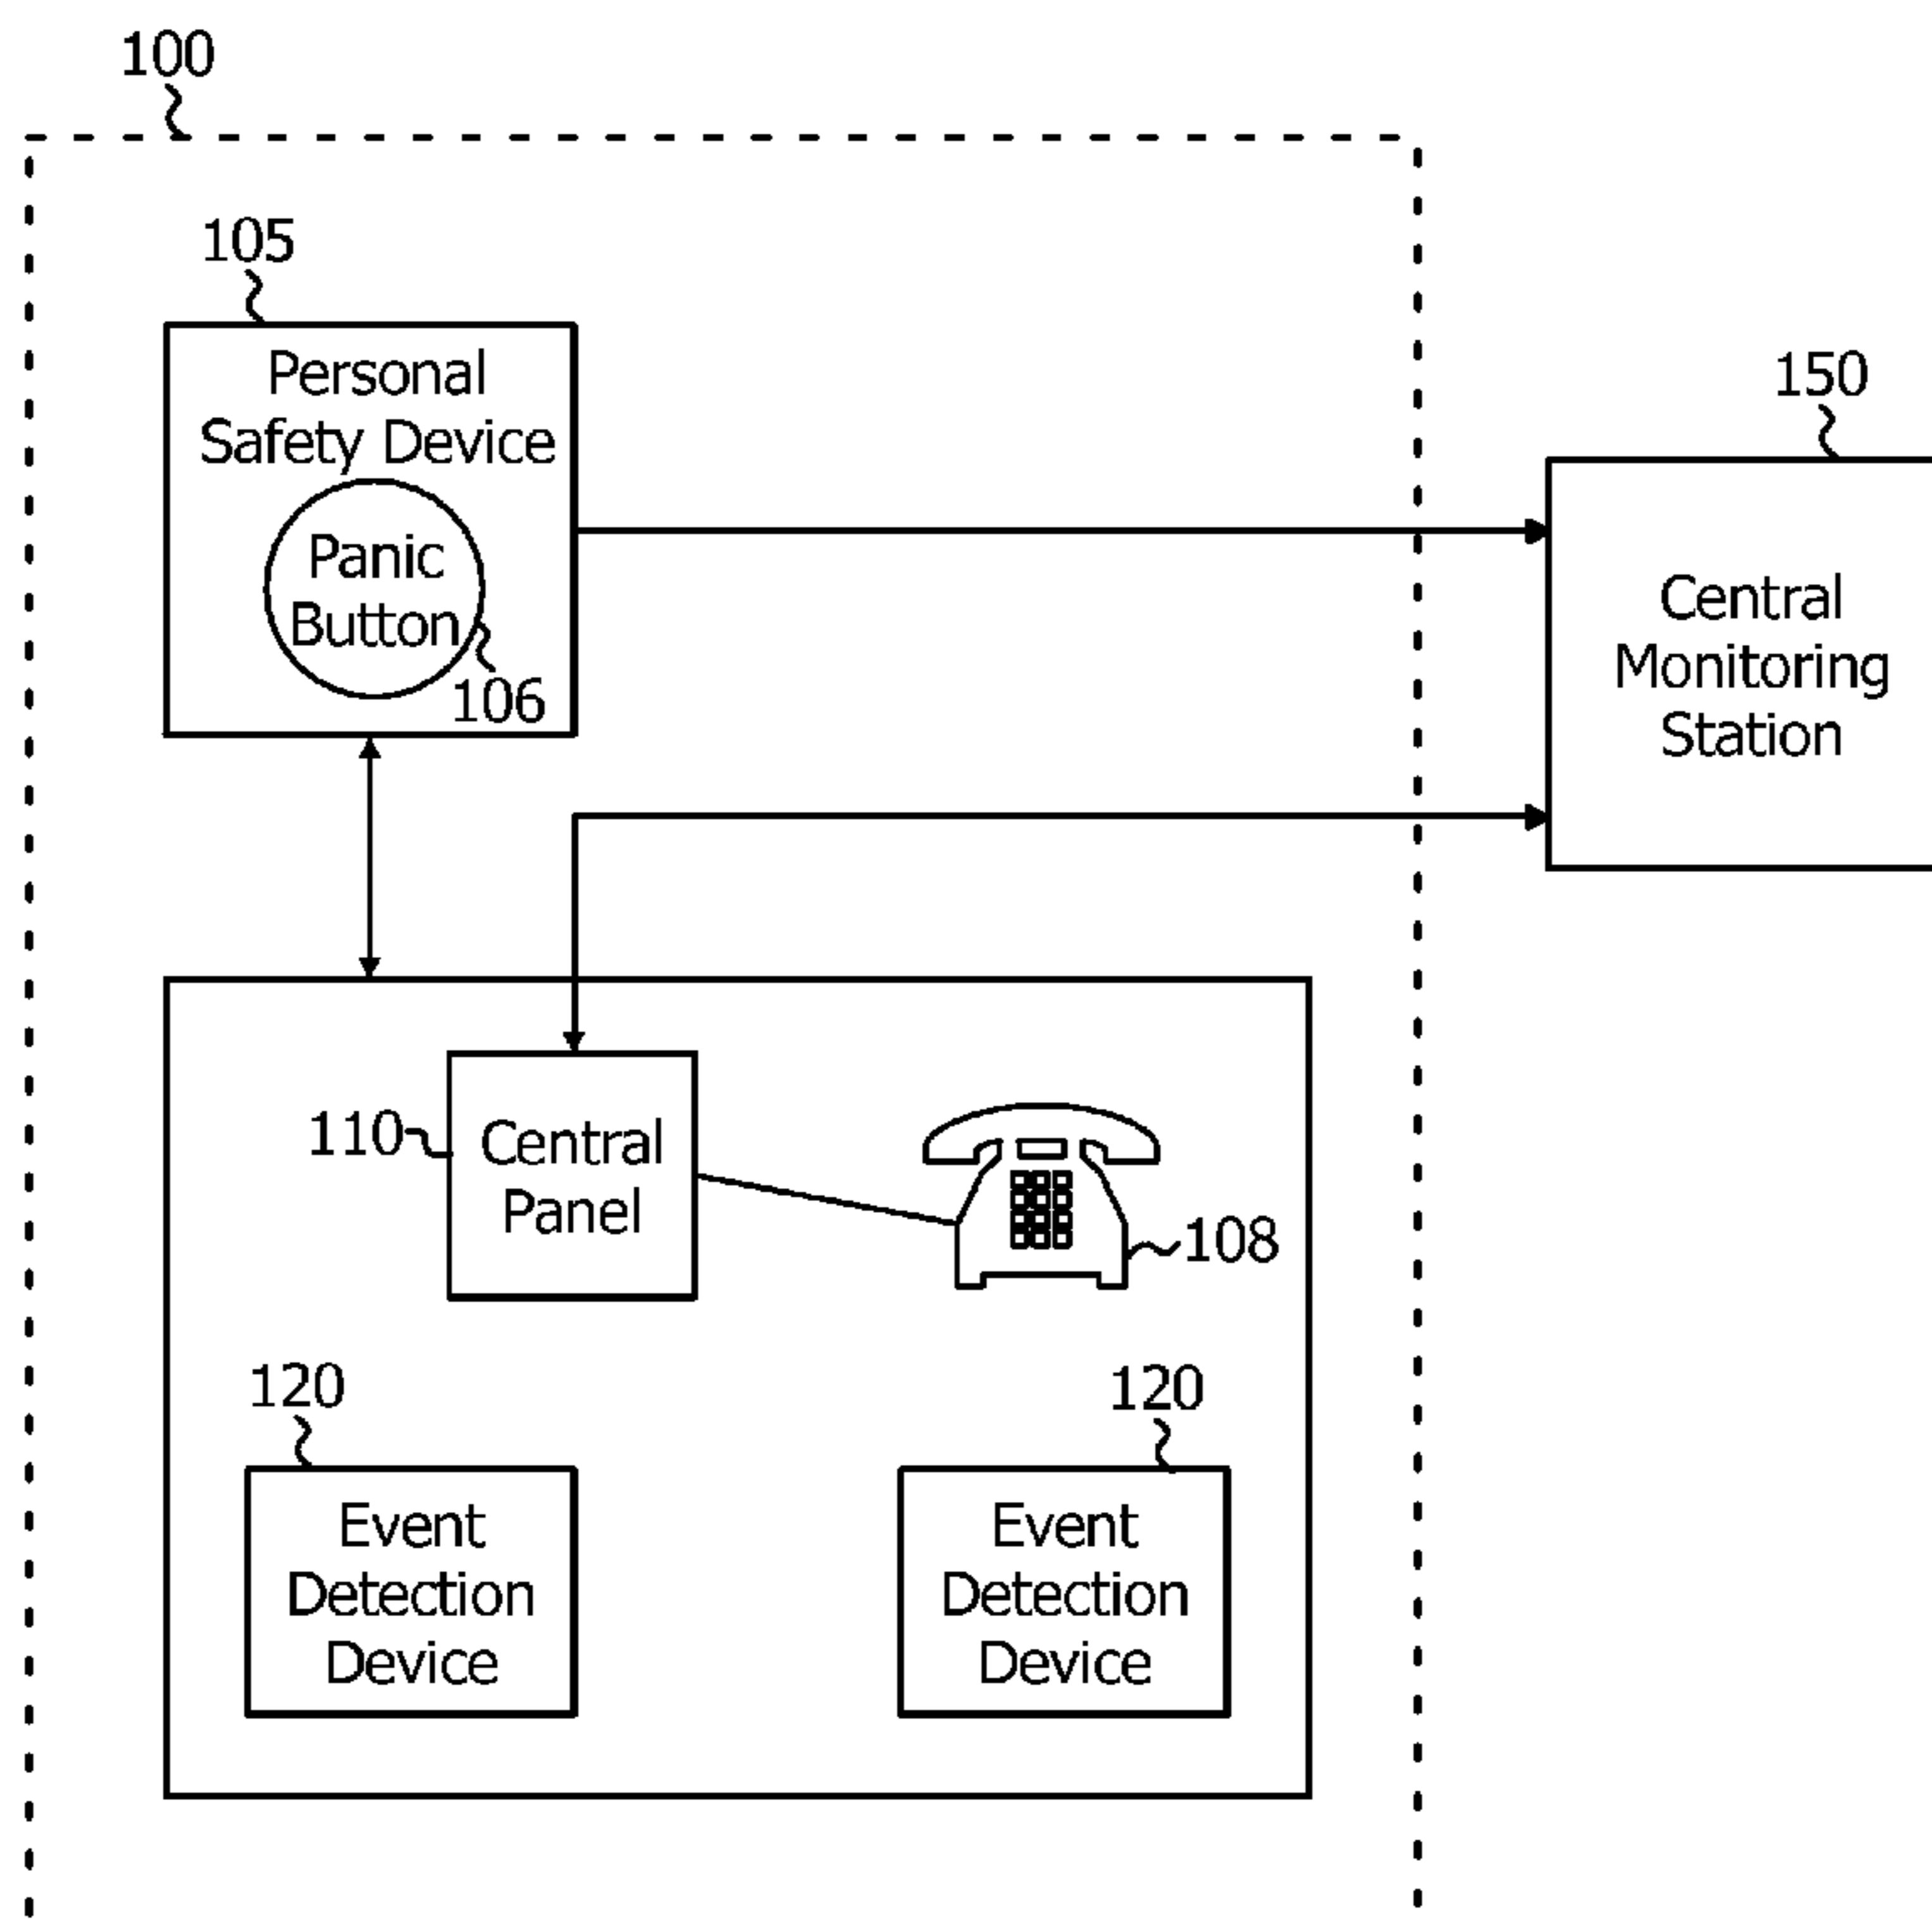 100
105
Personal
Safety Device
Panic
Button
106
150
Central
Monitoring
Station
110
Central
Panel
108
120
Event
Detection
Device
120
Event
Detection
Device